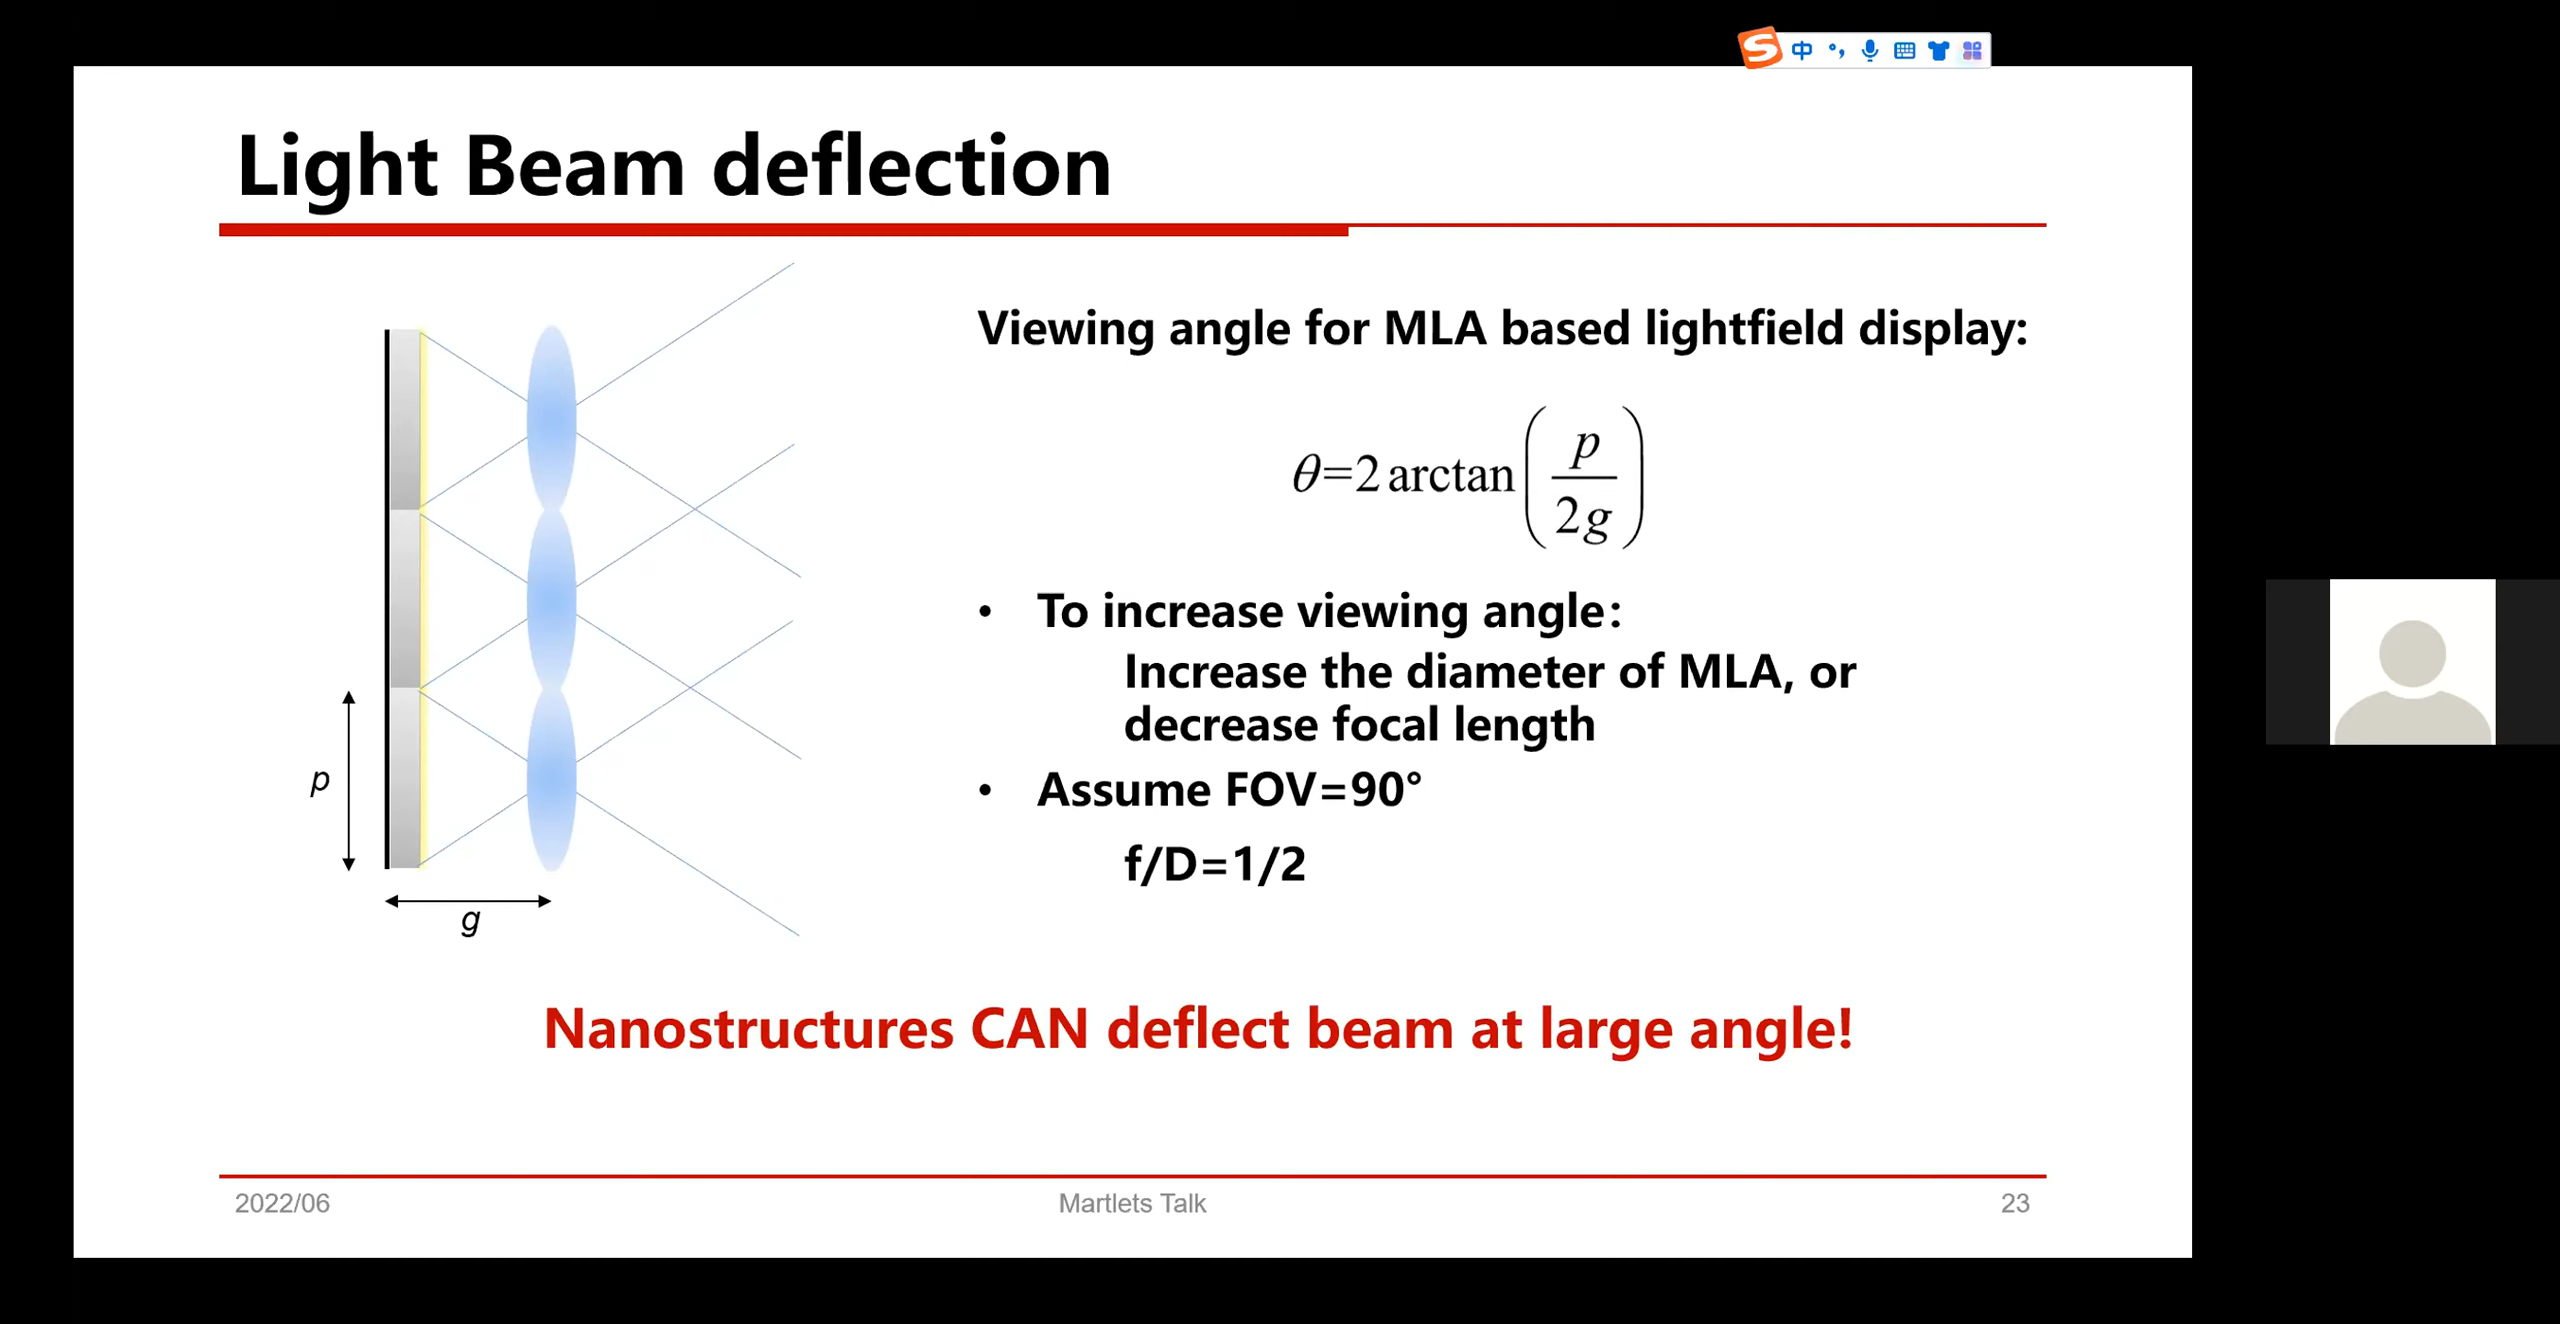 中
Light Beam deflection
Viewing angle for MLA based lightfield display:
θ=2 arctan(p/2g)
• To increase viewing angle:
Increase the diameter of MLA, or
decrease focal length
• Assume FOV=90°
f/D=1/2
p
g
Nanostructures CAN deflect beam at large angle!
2022/06
Martlets Talk
23